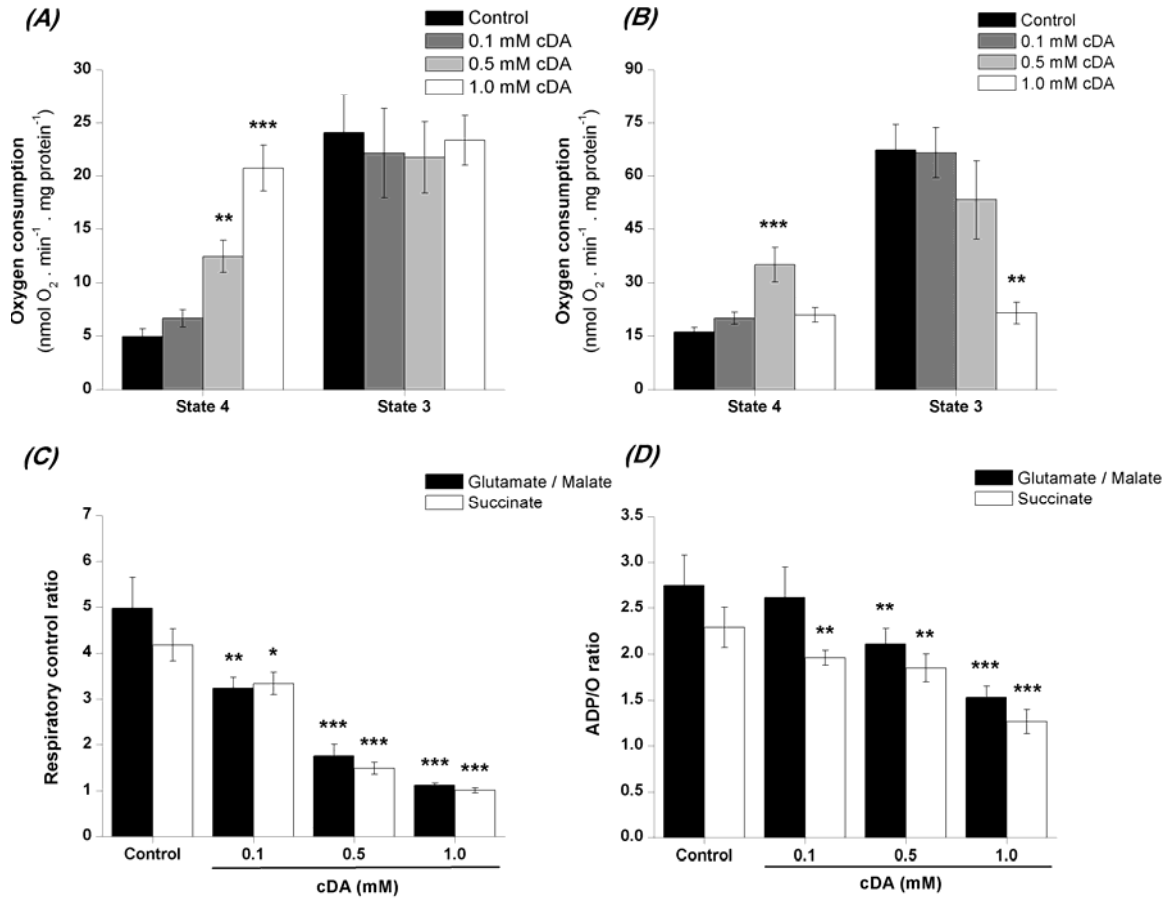 (A)
Control
0.1 mM cDA
0.5 mM cDA
1.0 mM cDA
Oxygen consumption
(nmol O₂ . min⁻¹ . mg protein⁻¹)
30
25
20
15
10
5
0
**
***
State 4
State 3
(B)
Control
0.1 mM cDA
0.5 mM cDA
1.0 mM cDA
Oxygen consumption
(nmol O₂ . min⁻¹ . mg protein⁻¹)
90
75
60
45
30
15
0
***
**
State 4
State 3
(C)
Glutamate / Malate
Succinate
Respiratory control ratio
7
6
5
4
3
2
1
0
** *
*** ***
*** ***
Control 0.1 0.5 1.0
cDA (mM)
(D)
Glutamate / Malate
Succinate
ADP/O ratio
3.5
3.0
2.5
2.0
1.5
1.0
0.5
0.0
**
** **
*** ***
Control 0.1 0.5 1.0
cDA (mM)